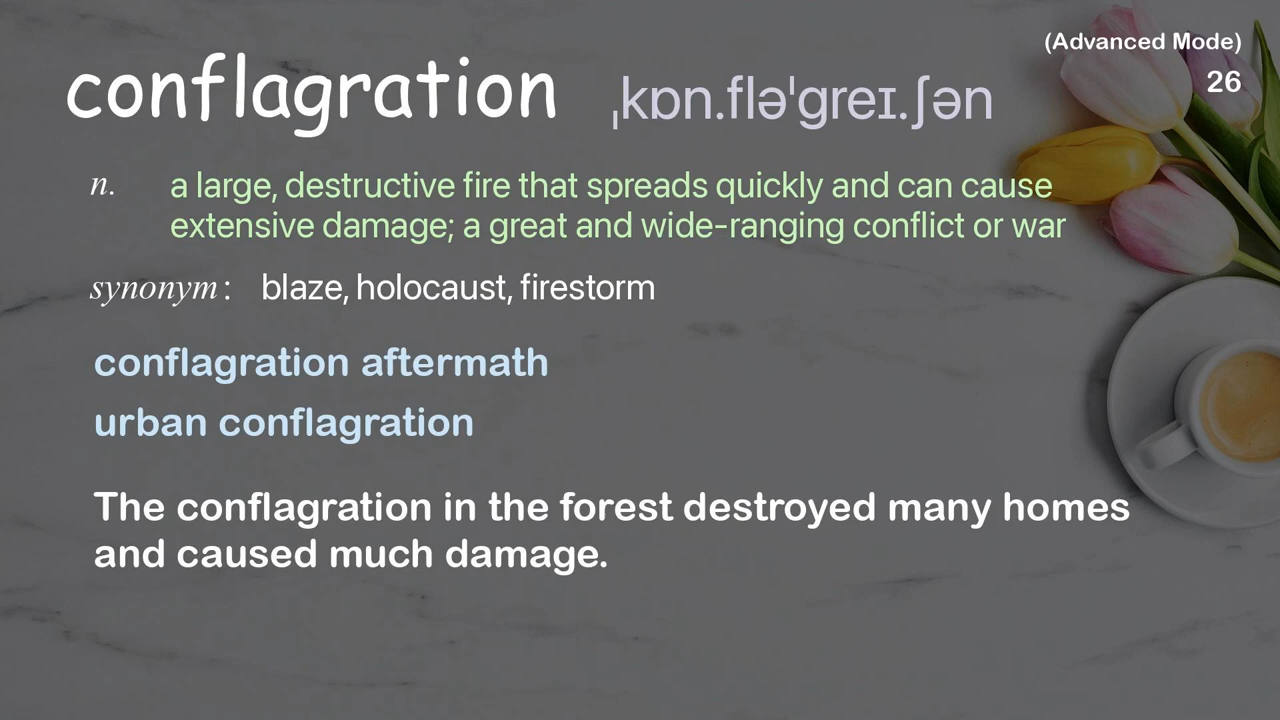 (Advanced Mode)
26
conflagration ˌkɒn.fləˈɡreɪ.ʃən
n. a large, destructive fire that spreads quickly and can cause
extensive damage; a great and wide-ranging conflict or war
synonym: blaze, holocaust, firestorm
conflagration aftermath
urban conflagration
The conflagration in the forest destroyed many homes
and caused much damage.